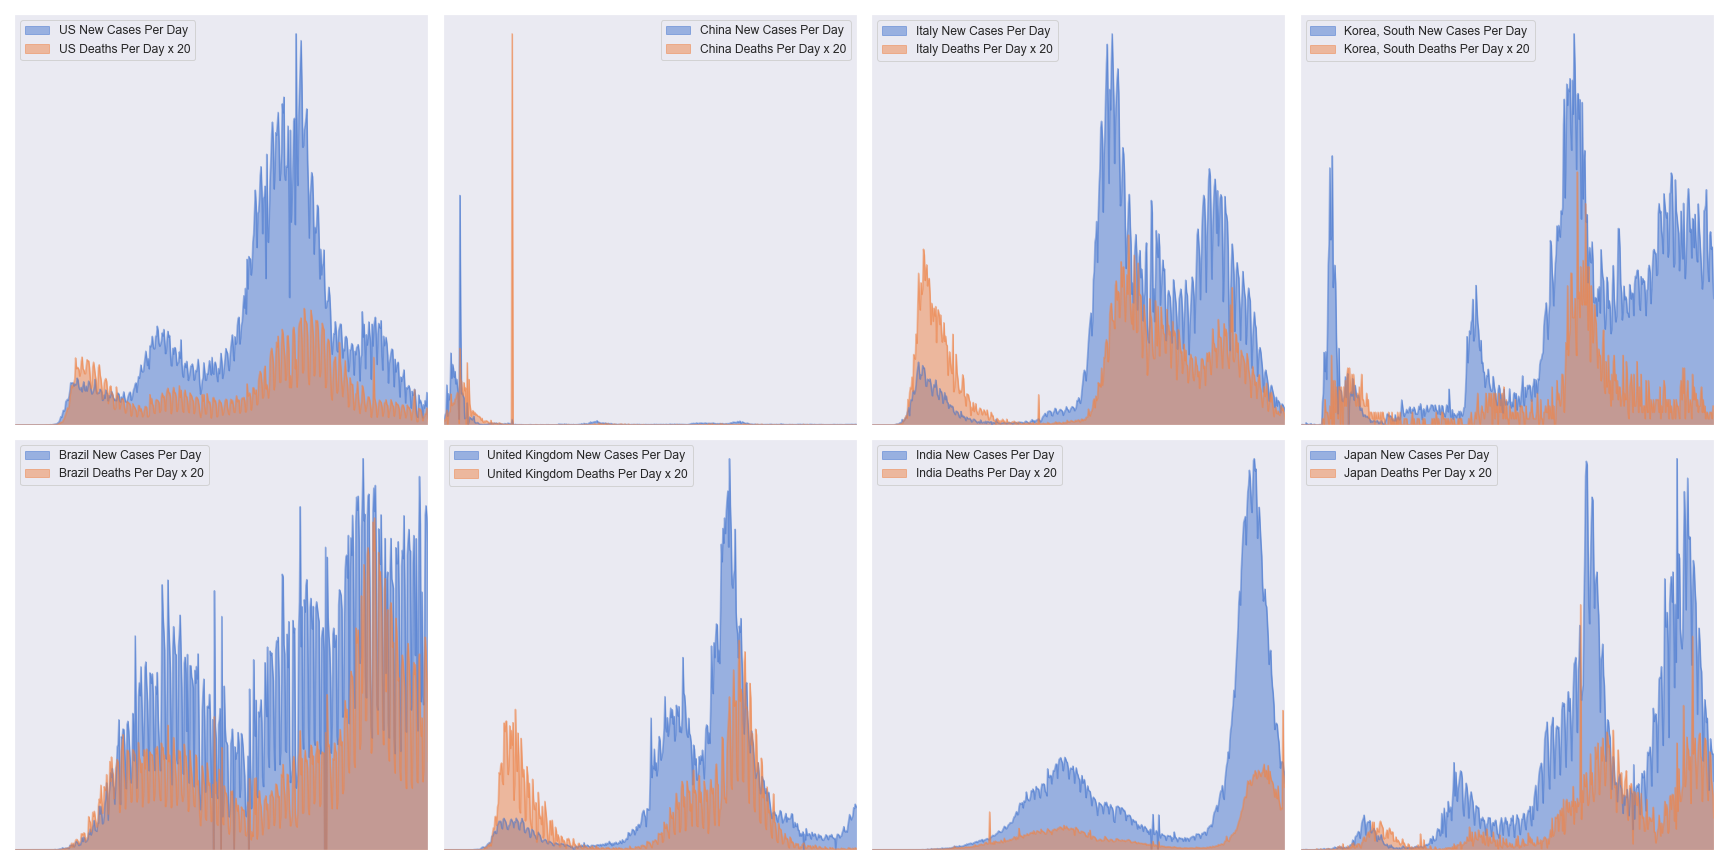 US New Cases Per Day
US Deaths Per Day x 20
China New Cases Per Day
China Deaths Per Day x 20
Italy New Cases Per Day
Italy Deaths Per Day x 20
Korea, South New Cases Per Day
Korea, South Deaths Per Day x 20
Brazil New Cases Per Day
Brazil Deaths Per Day x 20
United Kingdom New Cases Per Day
United Kingdom Deaths Per Day x 20
India New Cases Per Day
India Deaths Per Day x 20
Japan New Cases Per Day
Japan Deaths Per Day x 20